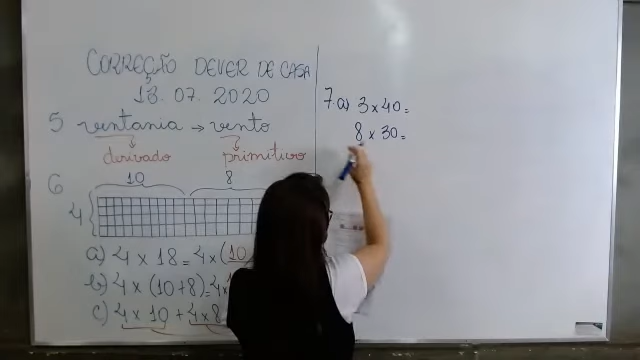 CORREÇÃO DEVER DE CASA
13.07.2020
5 ventania → vento
derivado primitivo
6
10 8
4
a) 4 x 18 = 4 x (10
b) 4 x (10+8) = 4 x
c) 4 x 10 + 4 x 8
7. a) 3 x 40 =
8 x 30 =